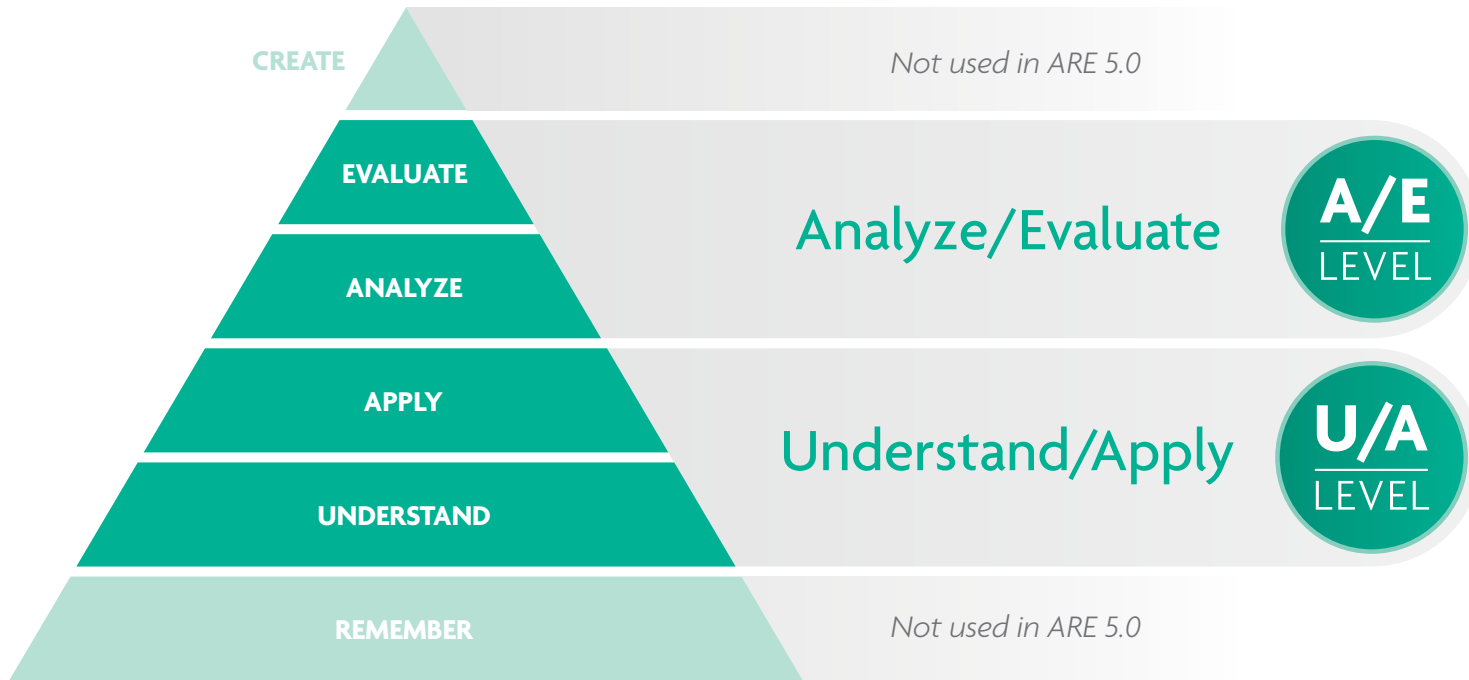 CREATE
Not used in ARE 5.0
EVALUATE
Analyze/Evaluate
A/E
LEVEL
ANALYZE
APPLY
Understand/Apply
U/A
LEVEL
UNDERSTAND
REMEMBER
Not used in ARE 5.0